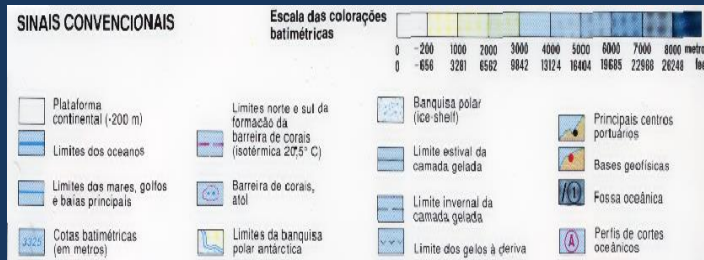 SINAIS CONVENCIONAIS
Escala das colorações
batimétricas
0 -200 1000 2000 3000 4000 5000 6000 7000 8000 metro
0 -656 3281 6562 9842 13124 16404 19685 22966 26248 fee
Plataforma
continental (-200 m)
Limites dos oceanos
Limites dos mares, golfos
e baías principais
3325
Cotas batimétricas
(em metros)
Limites norte e sul da
formação da
barreira de corais
(isotérmica 20,5° C)
Barreira de corais,
atol
Limites da banquisa
polar antárctica
Banquisa polar
(ice-shelf)
Limite estival da
camada gelada
Limite invernal da
camada gelada
Limite dos gelos à deriva
Principais centros
portuários
Bases geofísicas
1
Fossa oceânica
A
Perfis de cortes
oceânicos